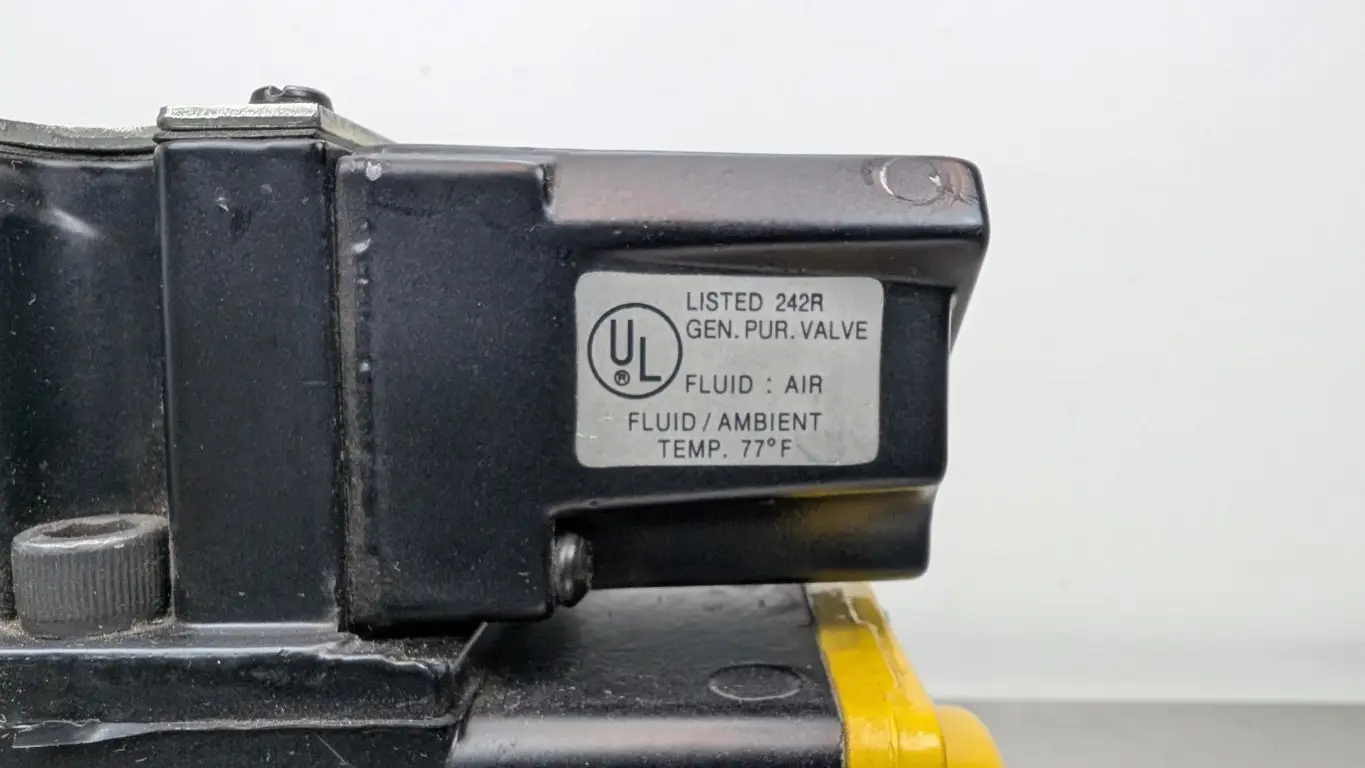 LISTED 242R
GEN. PUR. VALVE
UL®
FLUID : AIR
FLUID / AMBIENT
TEMP. 77°F